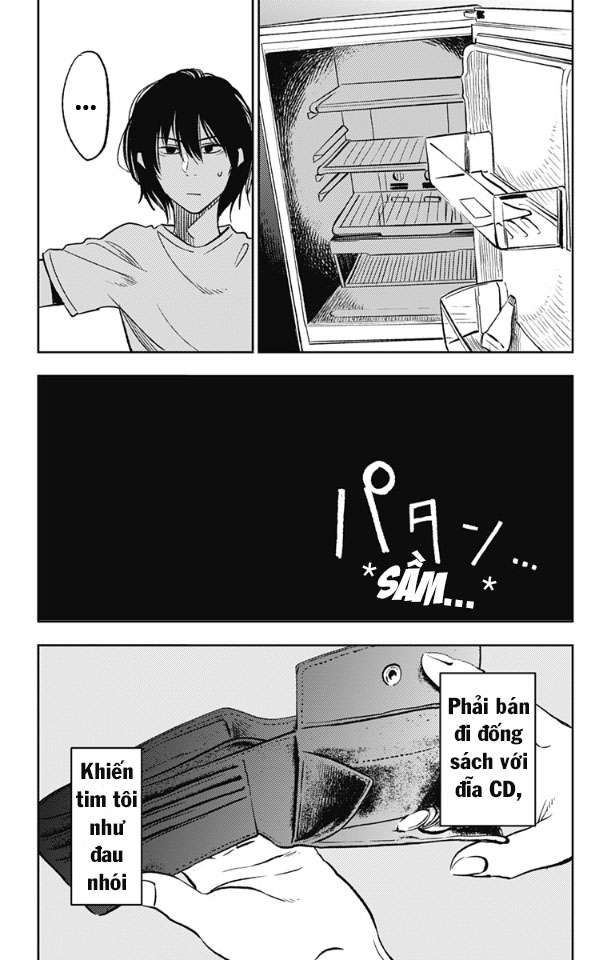 ...
パタン...
*SẦM...*
Phải bán
đi đống
sách với
đĩa CD,
Khiến
tim tôi
như
đau
nhói